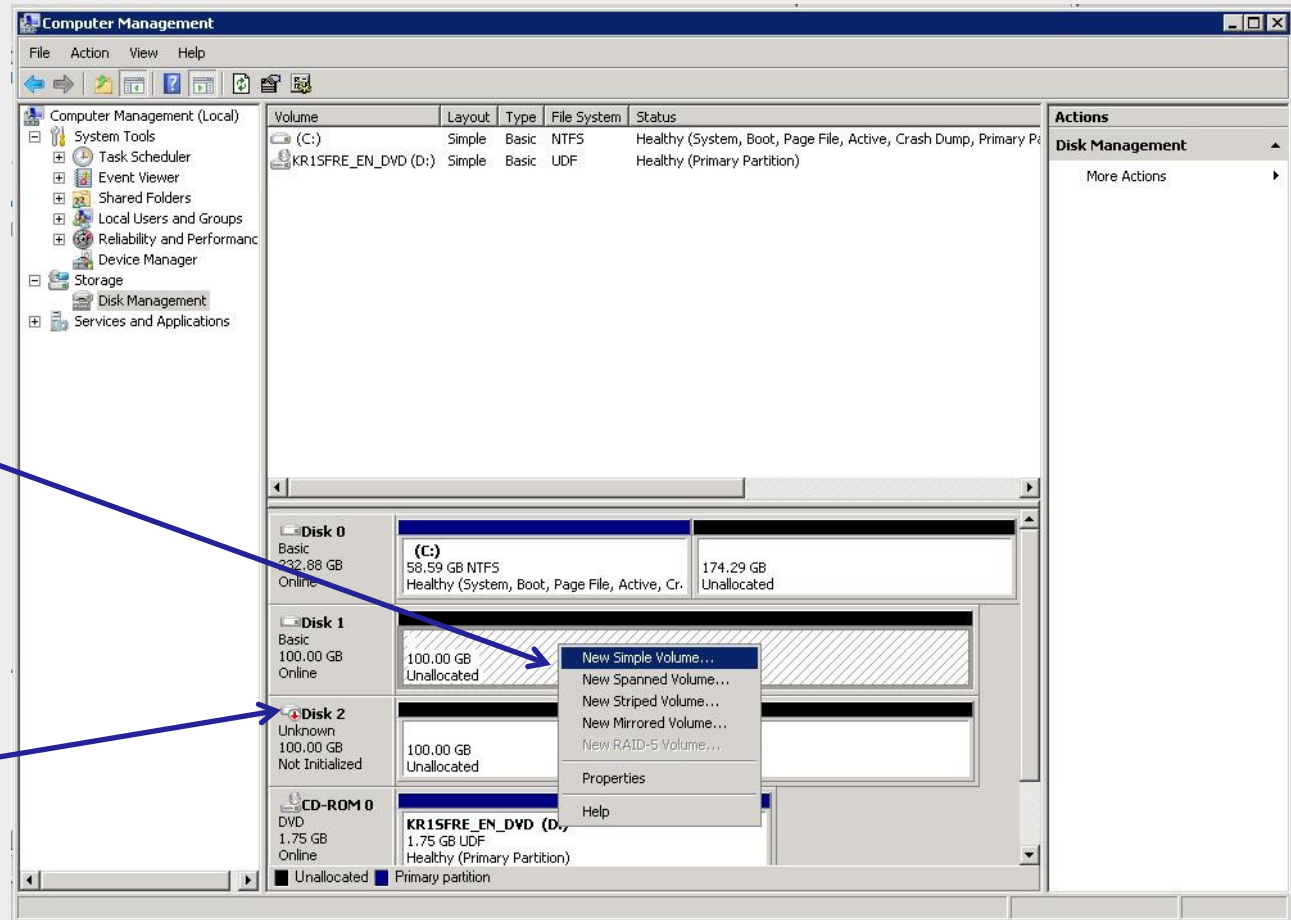 Computer Management
File Action View Help
Computer Management (Local)
System Tools
Task Scheduler
Event Viewer
Shared Folders
Local Users and Groups
Reliability and Performanc
Device Manager
Storage
Disk Management
Services and Applications
Volume Layout Type File System Status
(C:) Simple Basic NTFS Healthy (System, Boot, Page File, Active, Crash Dump, Primary Pa
KR1SFRE_EN_DVD (D:) Simple Basic UDF Healthy (Primary Partition)
Actions
Disk Management
More Actions
Disk 0
Basic
232.88 GB
Online
(C:)
58.59 GB NTFS
Healthy (System, Boot, Page File, Active, Cr
174.29 GB
Unallocated
Disk 1
Basic
100.00 GB
Online
100.00 GB
Unallocated
New Simple Volume...
New Spanned Volume...
New Striped Volume...
New Mirrored Volume...
New RAID-5 Volume...
Properties
Help
Disk 2
Unknown
100.00 GB
Not Initialized
100.00 GB
Unallocated
CD-ROM 0
DVD
1.75 GB
Online
KR1SFRE_EN_DVD (D:)
1.75 GB UDF
Healthy (Primary Partition)
Unallocated Primary partition